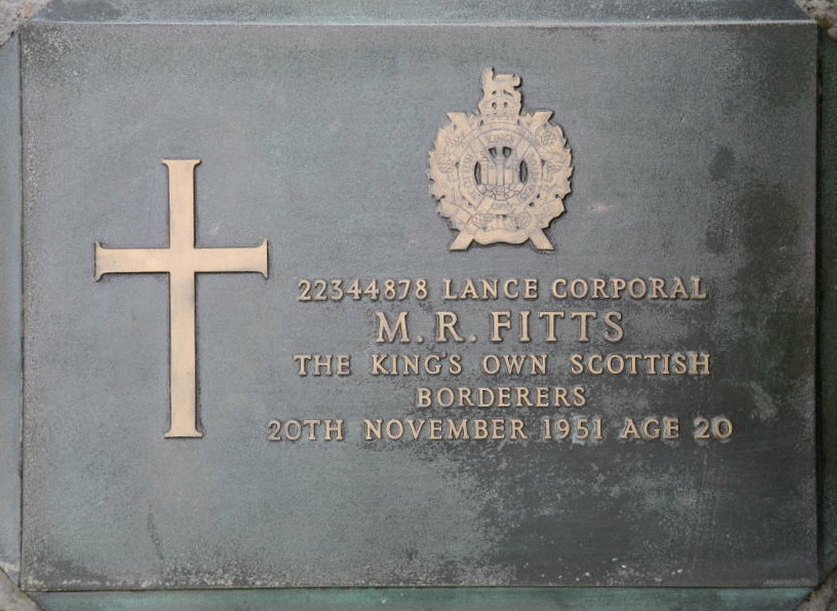 22344878 LANCE CORPORAL
M. R. FITTS
THE KING'S OWN SCOTTISH
BORDERERS
20TH NOVEMBER 1951 AGE 20